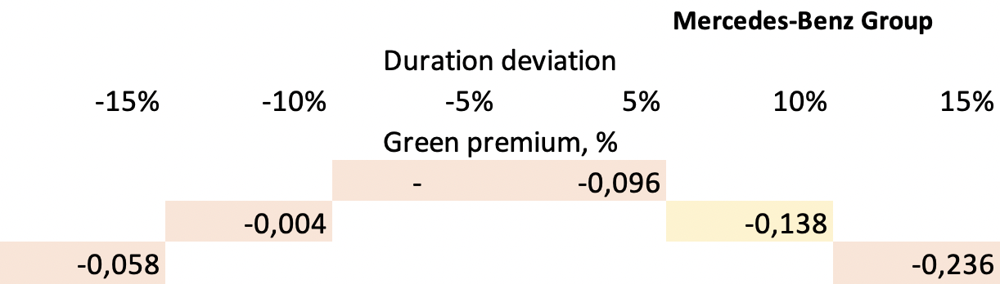 Mercedes-Benz Group
Duration deviation
-15% -10% -5% 5% 10% 15%
Green premium, %
- -0,096
-0,004 -0,138
-0,058 -0,236